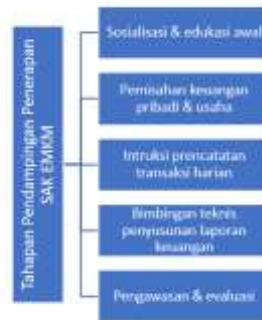 Tahapan Pendampingan Penerapan
SAK EMKM
Sosialisasi & edukasi awal
Pemisahan keuangan
pribadi & usaha
Intruksi prencatatan
transaksi harian
Bimbingan teknis
penyusunan laporan
keuangan
Pengawasan & evaluasi